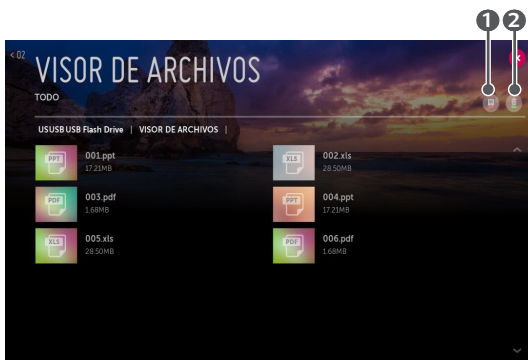 1 2
< 02
VISOR DE ARCHIVOS
TODO
USUSB USB Flash Drive | VISOR DE ARCHIVOS |
PPT 001.ppt 17.21MB
XLS 002.xls 28.50MB
PDF 003.pdf 1.68MB
PPT 004.ppt 17.21MB
XLS 005.xls 28.50MB
PDF 006.pdf 1.68MB